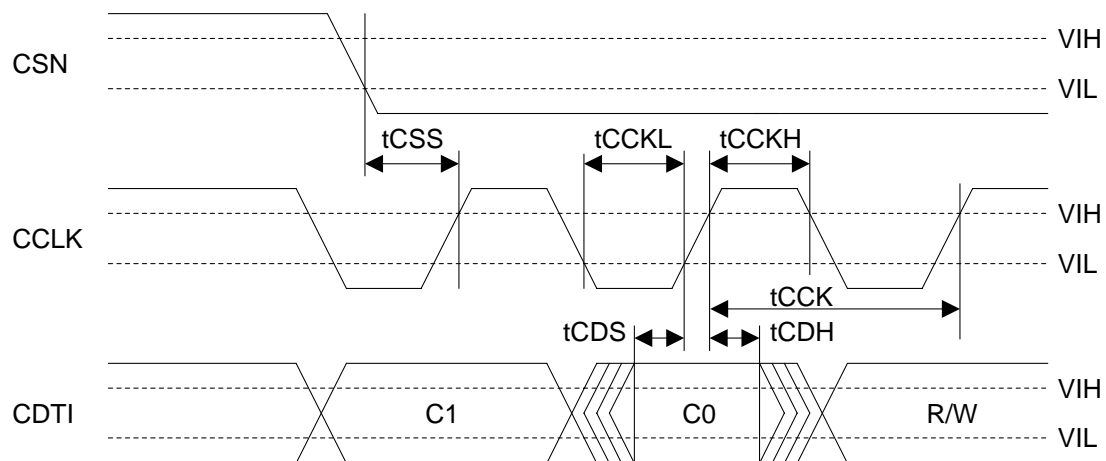 VIH
CSN
VIL
tCSS tCCKL tCCKH
VIH
CCLK
VIL
tCCK
tCDS tCDH
VIH
CDTI C1 C0 R/W
VIL